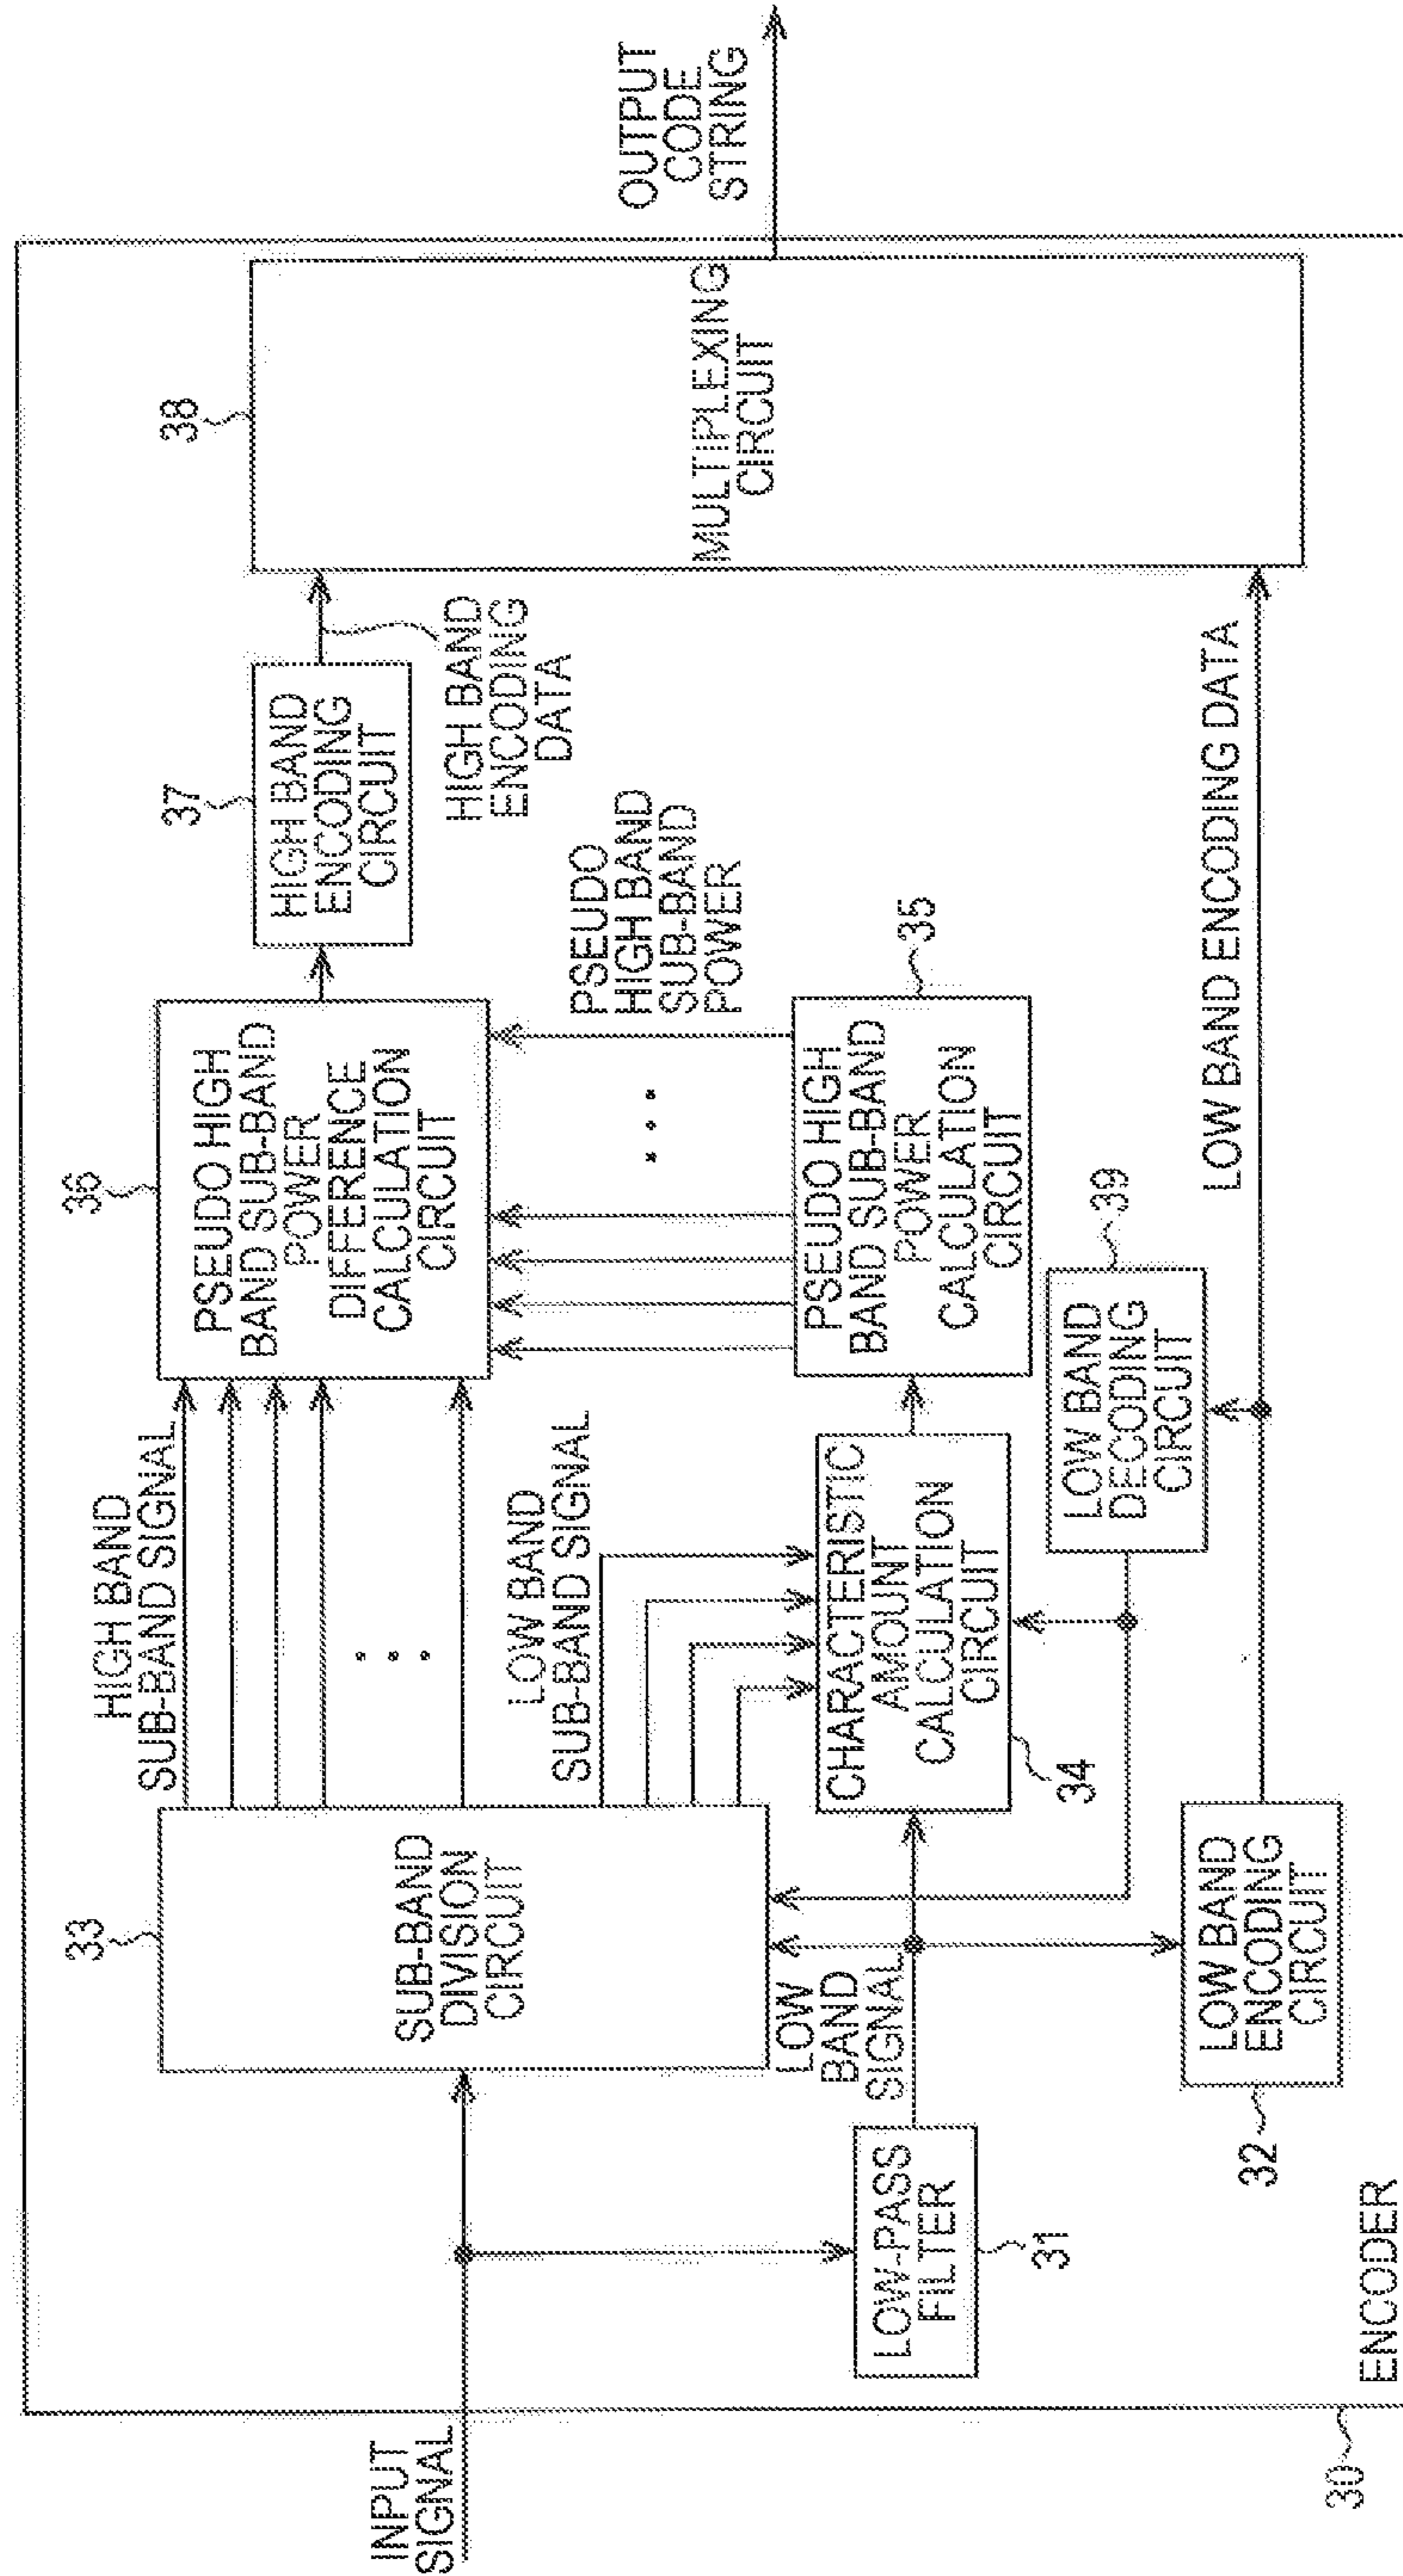 INPUT
SIGNAL
33
SUB-BAND
DIVISION
CIRCUIT
HIGH BAND
SUB-BAND SIGNAL
36
PSEUDO HIGH
BAND SUB-BAND
POWER
DIFFERENCE
CALCULATION
CIRCUIT
37
HIGH BAND
ENCODING
CIRCUIT
HIGH BAND
ENCODING
DATA
38
MULTIPLEXING
CIRCUIT
OUTPUT
CODE
STRING
LOW BAND
SUB-BAND SIGNAL
PSEUDO
HIGH BAND
SUB-BAND
POWER
LOW
BAND
SIGNAL
LOW-PASS
FILTER
31
CHARACTERISTIC
AMOUNT
CALCULATION
CIRCUIT
34
PSEUDO HIGH
BAND SUB-BAND
POWER
CALCULATION
CIRCUIT
35
LOW BAND
DECODING
CIRCUIT
39
LOW BAND
ENCODING
CIRCUIT
32
LOW BAND ENCODING DATA
ENCODER
30